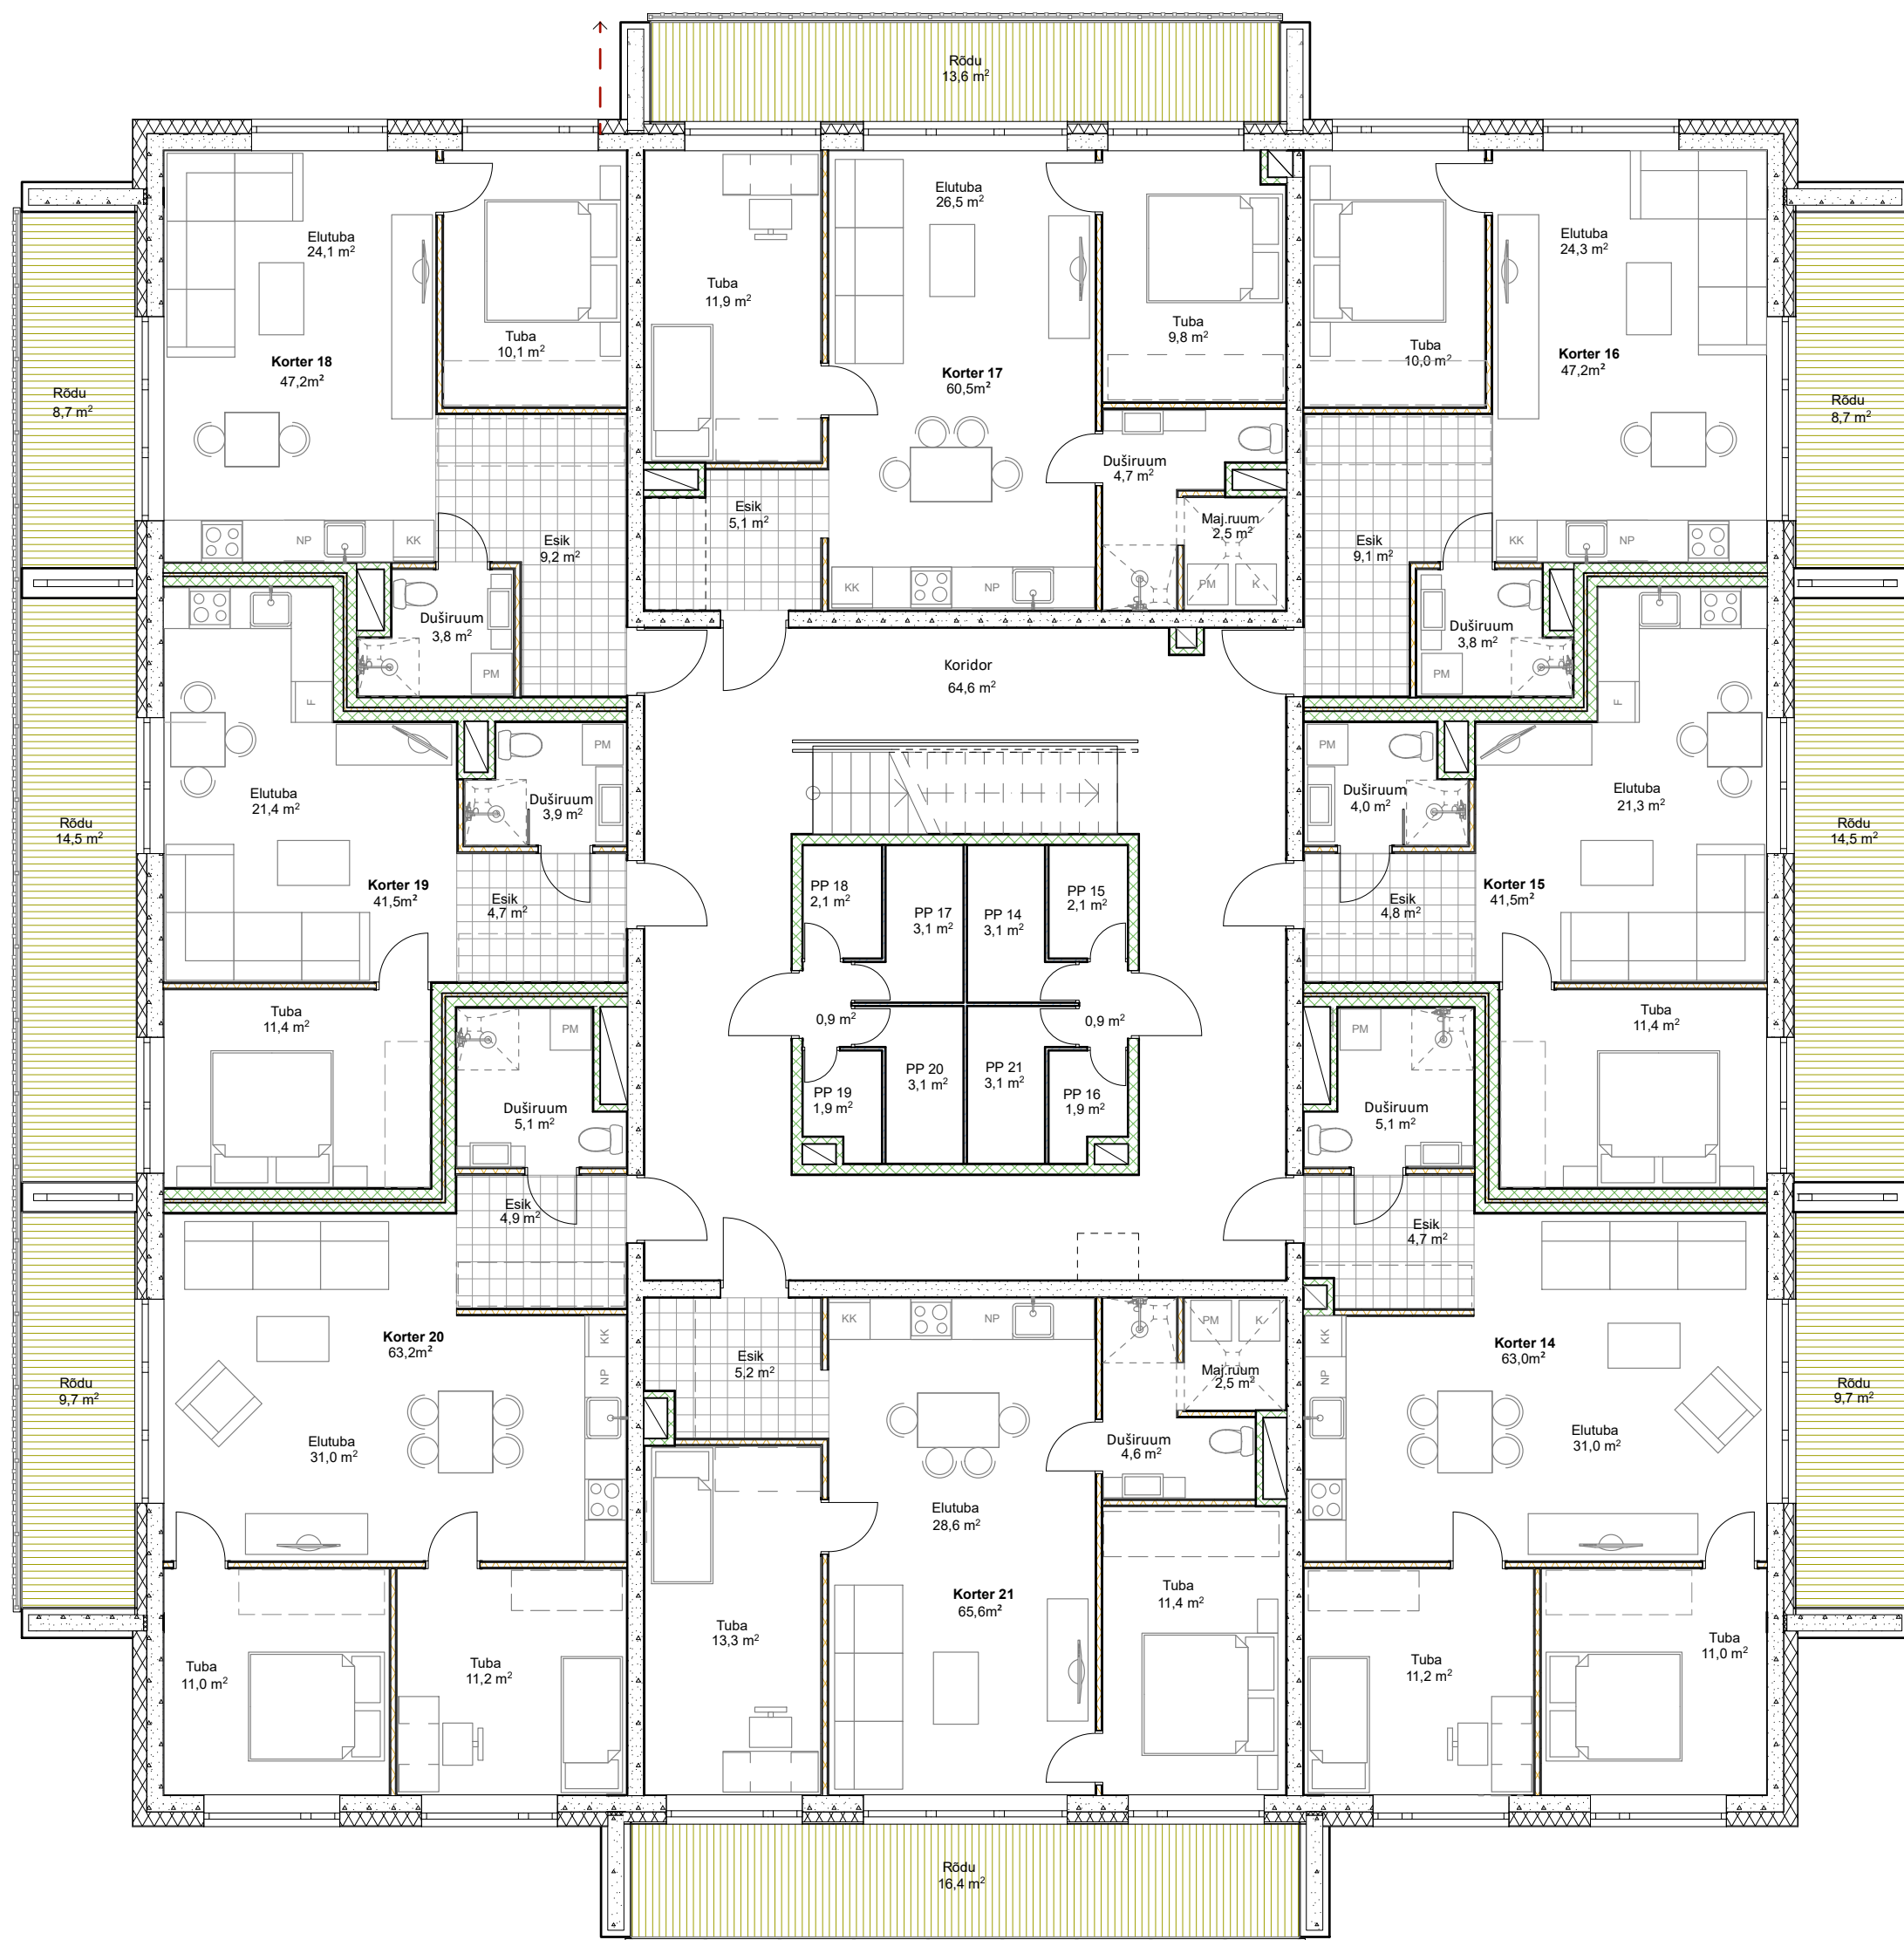 Rõdu
13,6 m²
Elutuba
24,1 m²
Tuba
10,1 m²
Korter 18
47,2m²
Rõdu
8,7 m²
NP
KK
Esik
9,2 m²
Duširuum
3,8 m²
PM
Tuba
11,9 m²
Elutuba
26,5 m²
Korter 17
60,5m²
Tuba
9,8 m²
Duširuum
4,7 m²
Esik
5,1 m²
Maj.ruum
2,5 m²
KK
NP
PM
K
Elutuba
24,3 m²
Tuba
10,0 m²
Korter 16
47,2m²
Rõdu
8,7 m²
Esik
9,1 m²
KK
NP
Duširuum
3,8 m²
PM
Koridor
64,6 m²
F
PM
Elutuba
21,4 m²
Duširuum
3,9 m²
Rõdu
14,5 m²
Korter 19
41,5m²
Esik
4,7 m²
Tuba
11,4 m²
PP 18
2,1 m²
PP 17
3,1 m²
PP 14
3,1 m²
PP 15
2,1 m²
0,9 m²
0,9 m²
PP 19
1,9 m²
PP 20
3,1 m²
PP 21
3,1 m²
PP 16
1,9 m²
F
PM
Duširuum
4,0 m²
Elutuba
21,3 m²
Rõdu
14,5 m²
Korter 15
41,5m²
Esik
4,8 m²
Tuba
11,4 m²
PM
Duširuum
5,1 m²
Esik
4,9 m²
Korter 20
63,2m²
KK
NP
Rõdu
9,7 m²
Elutuba
31,0 m²
Tuba
11,0 m²
Tuba
11,2 m²
KK
NP
PM
K
Esik
5,2 m²
Maj.ruum
2,5 m²
Duširuum
4,6 m²
Elutuba
28,6 m²
Korter 21
65,6m²
Tuba
11,4 m²
Tuba
13,3 m²
PM
Duširuum
5,1 m²
Esik
4,7 m²
Korter 14
63,0m²
KK
NP
Rõdu
9,7 m²
Elutuba
31,0 m²
Tuba
11,2 m²
Tuba
11,0 m²
Rõdu
16,4 m²